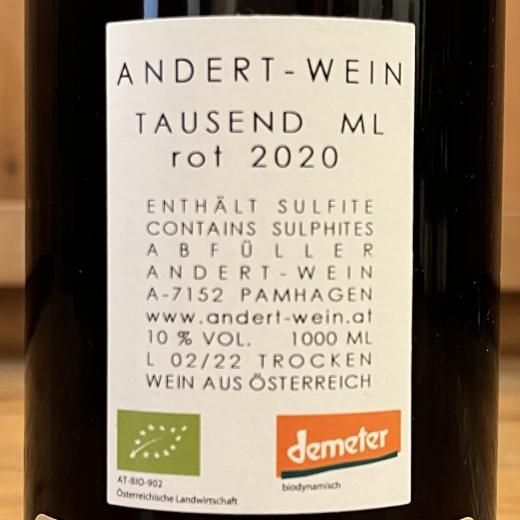 ANDERT-WEIN
TAUSEND ML
rot 2020
ENTHÄLT SULFITE
CONTAINS SULPHITES
ABFÜLLER
ANDERT-WEIN
A-7152 PAMHAGEN
www.andert-wein.at
10 % VOL. 1000 ML
L 02/22 TROCKEN
WEIN AUS ÖSTERREICH
demeter
AT-BIO-902
Österreichische Landwirtschaft
biodynamisch